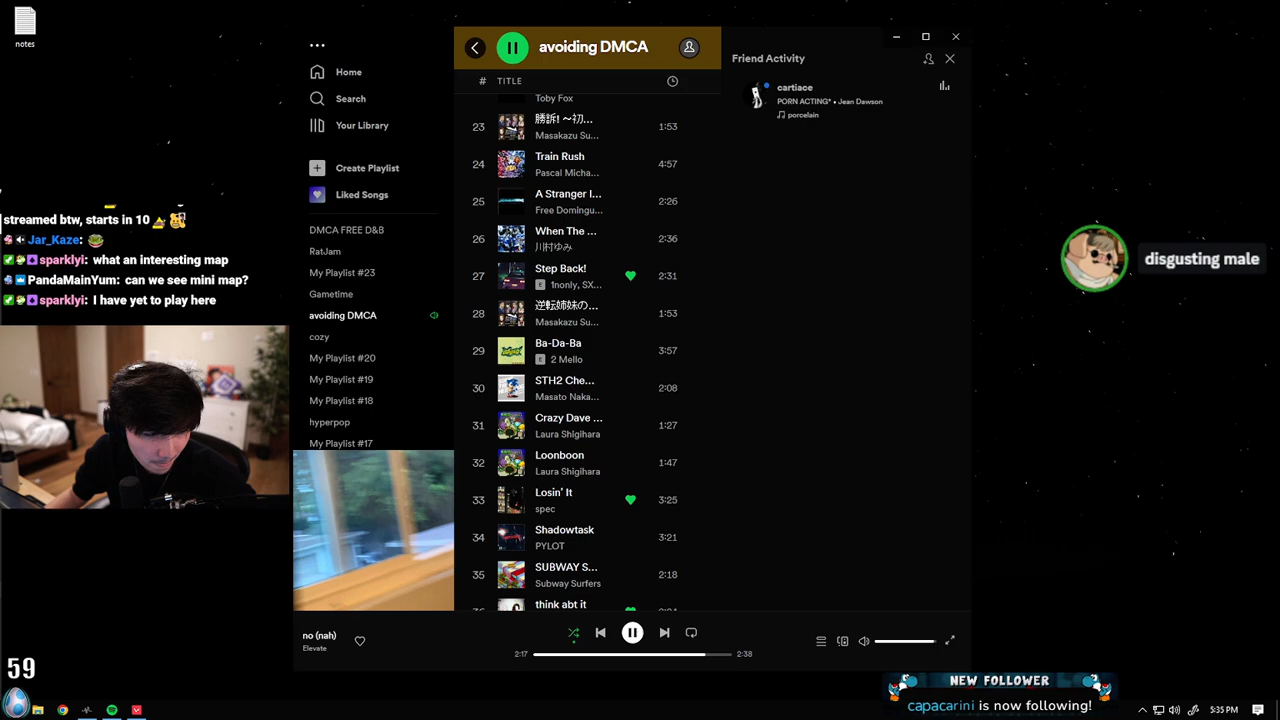 notes
streamed btw, starts in 10
Jar_Kaze:
sparklyi: what an interesting map
PandaMainYum: can we see mini map?
sparklyi: I have yet to play here
Home
Search
Your Library
Create Playlist
Liked Songs
DMCA FREE D&B
RatJam
My Playlist #23
Gametime
avoiding DMCA
cozy
My Playlist #20
My Playlist #19
My Playlist #18
hyperpop
My Playlist #17
avoiding DMCA
# TITLE
Toby Fox
23 勝訴! ～初... 1:53
Masakazu Su...
24 Train Rush 4:57
Pascal Micha...
25 A Stranger I... 2:26
Free Domingu...
26 When The ... 2:36
川村ゆみ
27 Step Back! 2:31
E 1nonly, SX...
28 逆転姉妹の... 1:53
Masakazu Su...
29 Ba-Da-Ba 3:57
E 2 Mello
30 STH2 Che... 2:08
Masato Naka...
31 Crazy Dave ... 1:27
Laura Shigihara
32 Loonboon 1:47
Laura Shigihara
33 Losin' It 3:25
spec
34 Shadowtask 3:21
PYLOT
35 SUBWAY S... 2:18
Subway Surfers
think abt it
Friend Activity
cartiace
PORN ACTING* • Jean Dawson
porcelain
disgusting male
no (nah)
Elevate
2:17 2:38
59
NEW FOLLOWER
capacarini is now following!
5:35 PM